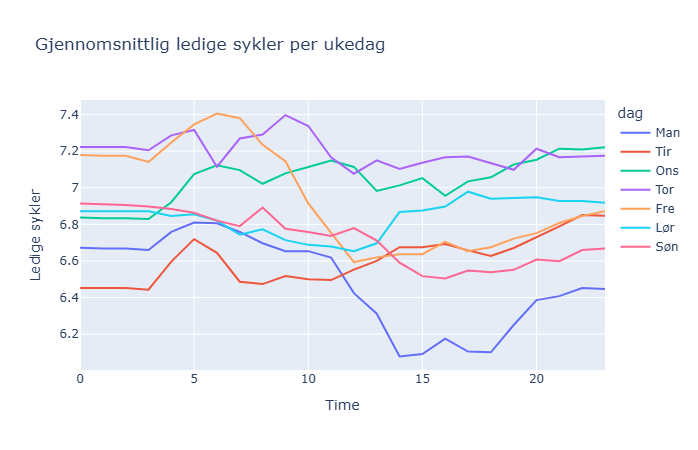 Gjennomsnittlig ledige sykler per ukedag
dag
Man
Tir
Ons
Tor
Fre
Lør
Søn
Ledige sykler
7.4
7.2
7
6.8
6.6
6.4
6.2
0
5
10
15
20
Time